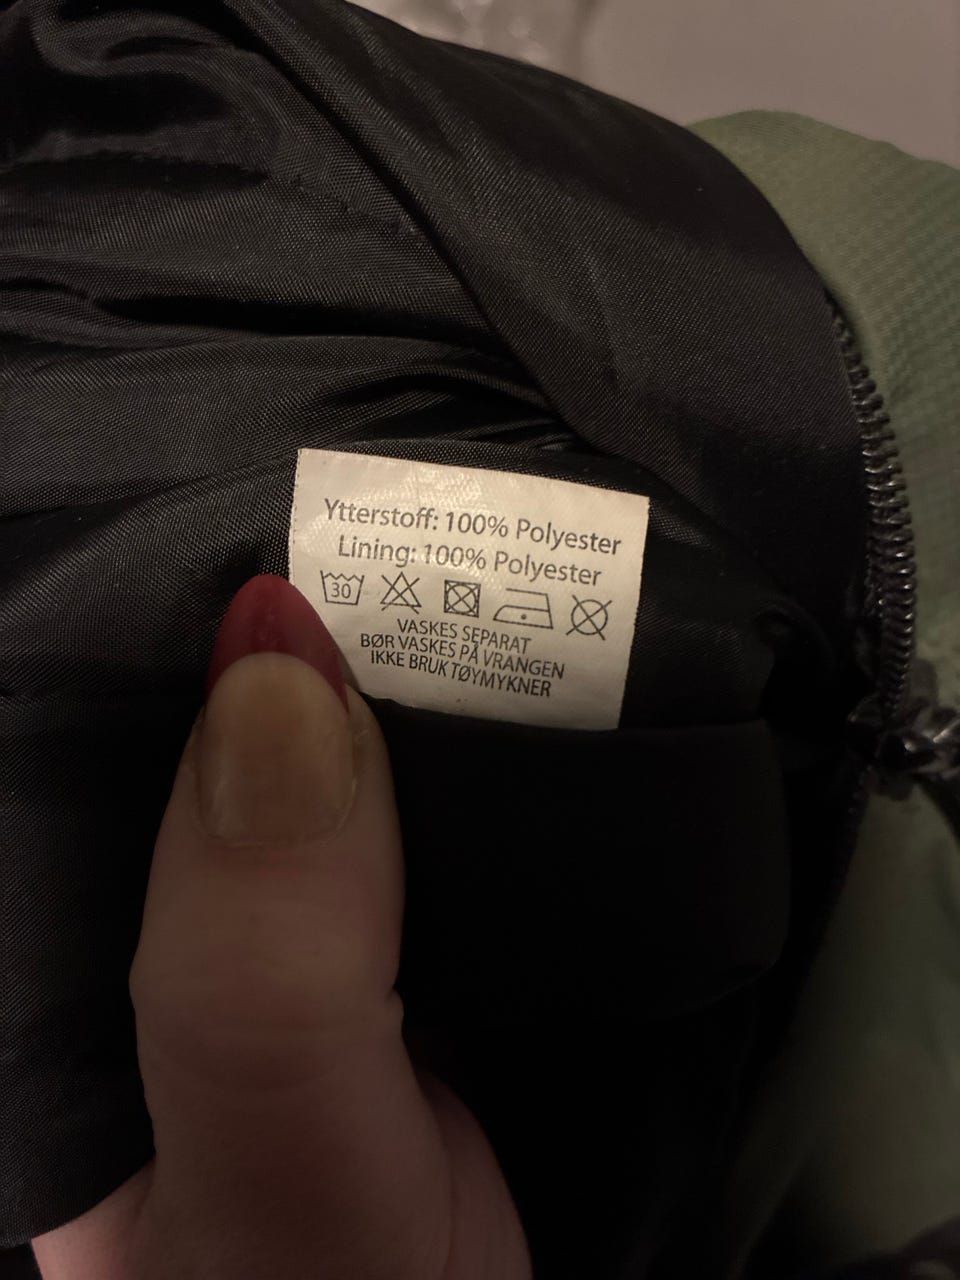 Ytterstoff: 100% Polyester
Lining: 100% Polyester
30
VASKES SEPARAT
BØR VASKES PÅ VRANGEN
IKKE BRUK TØYMYKNER